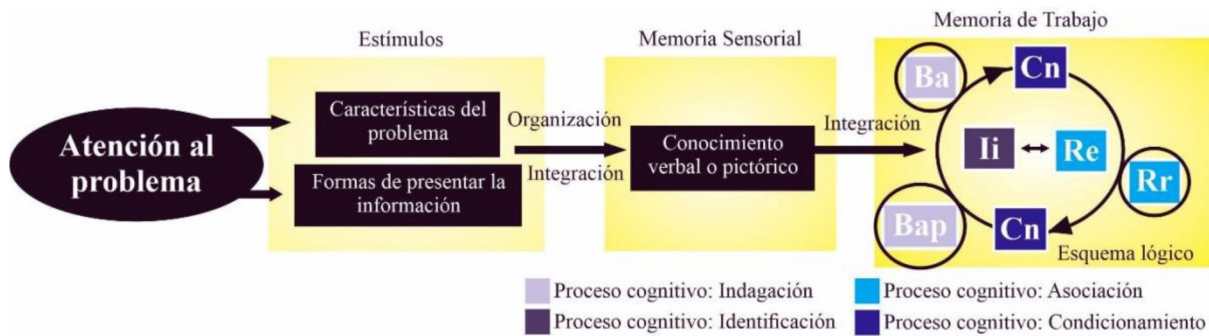 Memoria de Trabajo
Estímulos
Memoria Sensorial
Atención al
problema
Características del
problema
Formas de presentar la
información
Organización
Integración
Conocimiento
verbal o pictórico
Integración
Ba
Cn
Ii
Re
Rr
Bap
Cn
Esquema lógico
Proceso cognitivo: Indagación
Proceso cognitivo: Asociación
Proceso cognitivo: Identificación
Proceso cognitivo: Condicionamiento